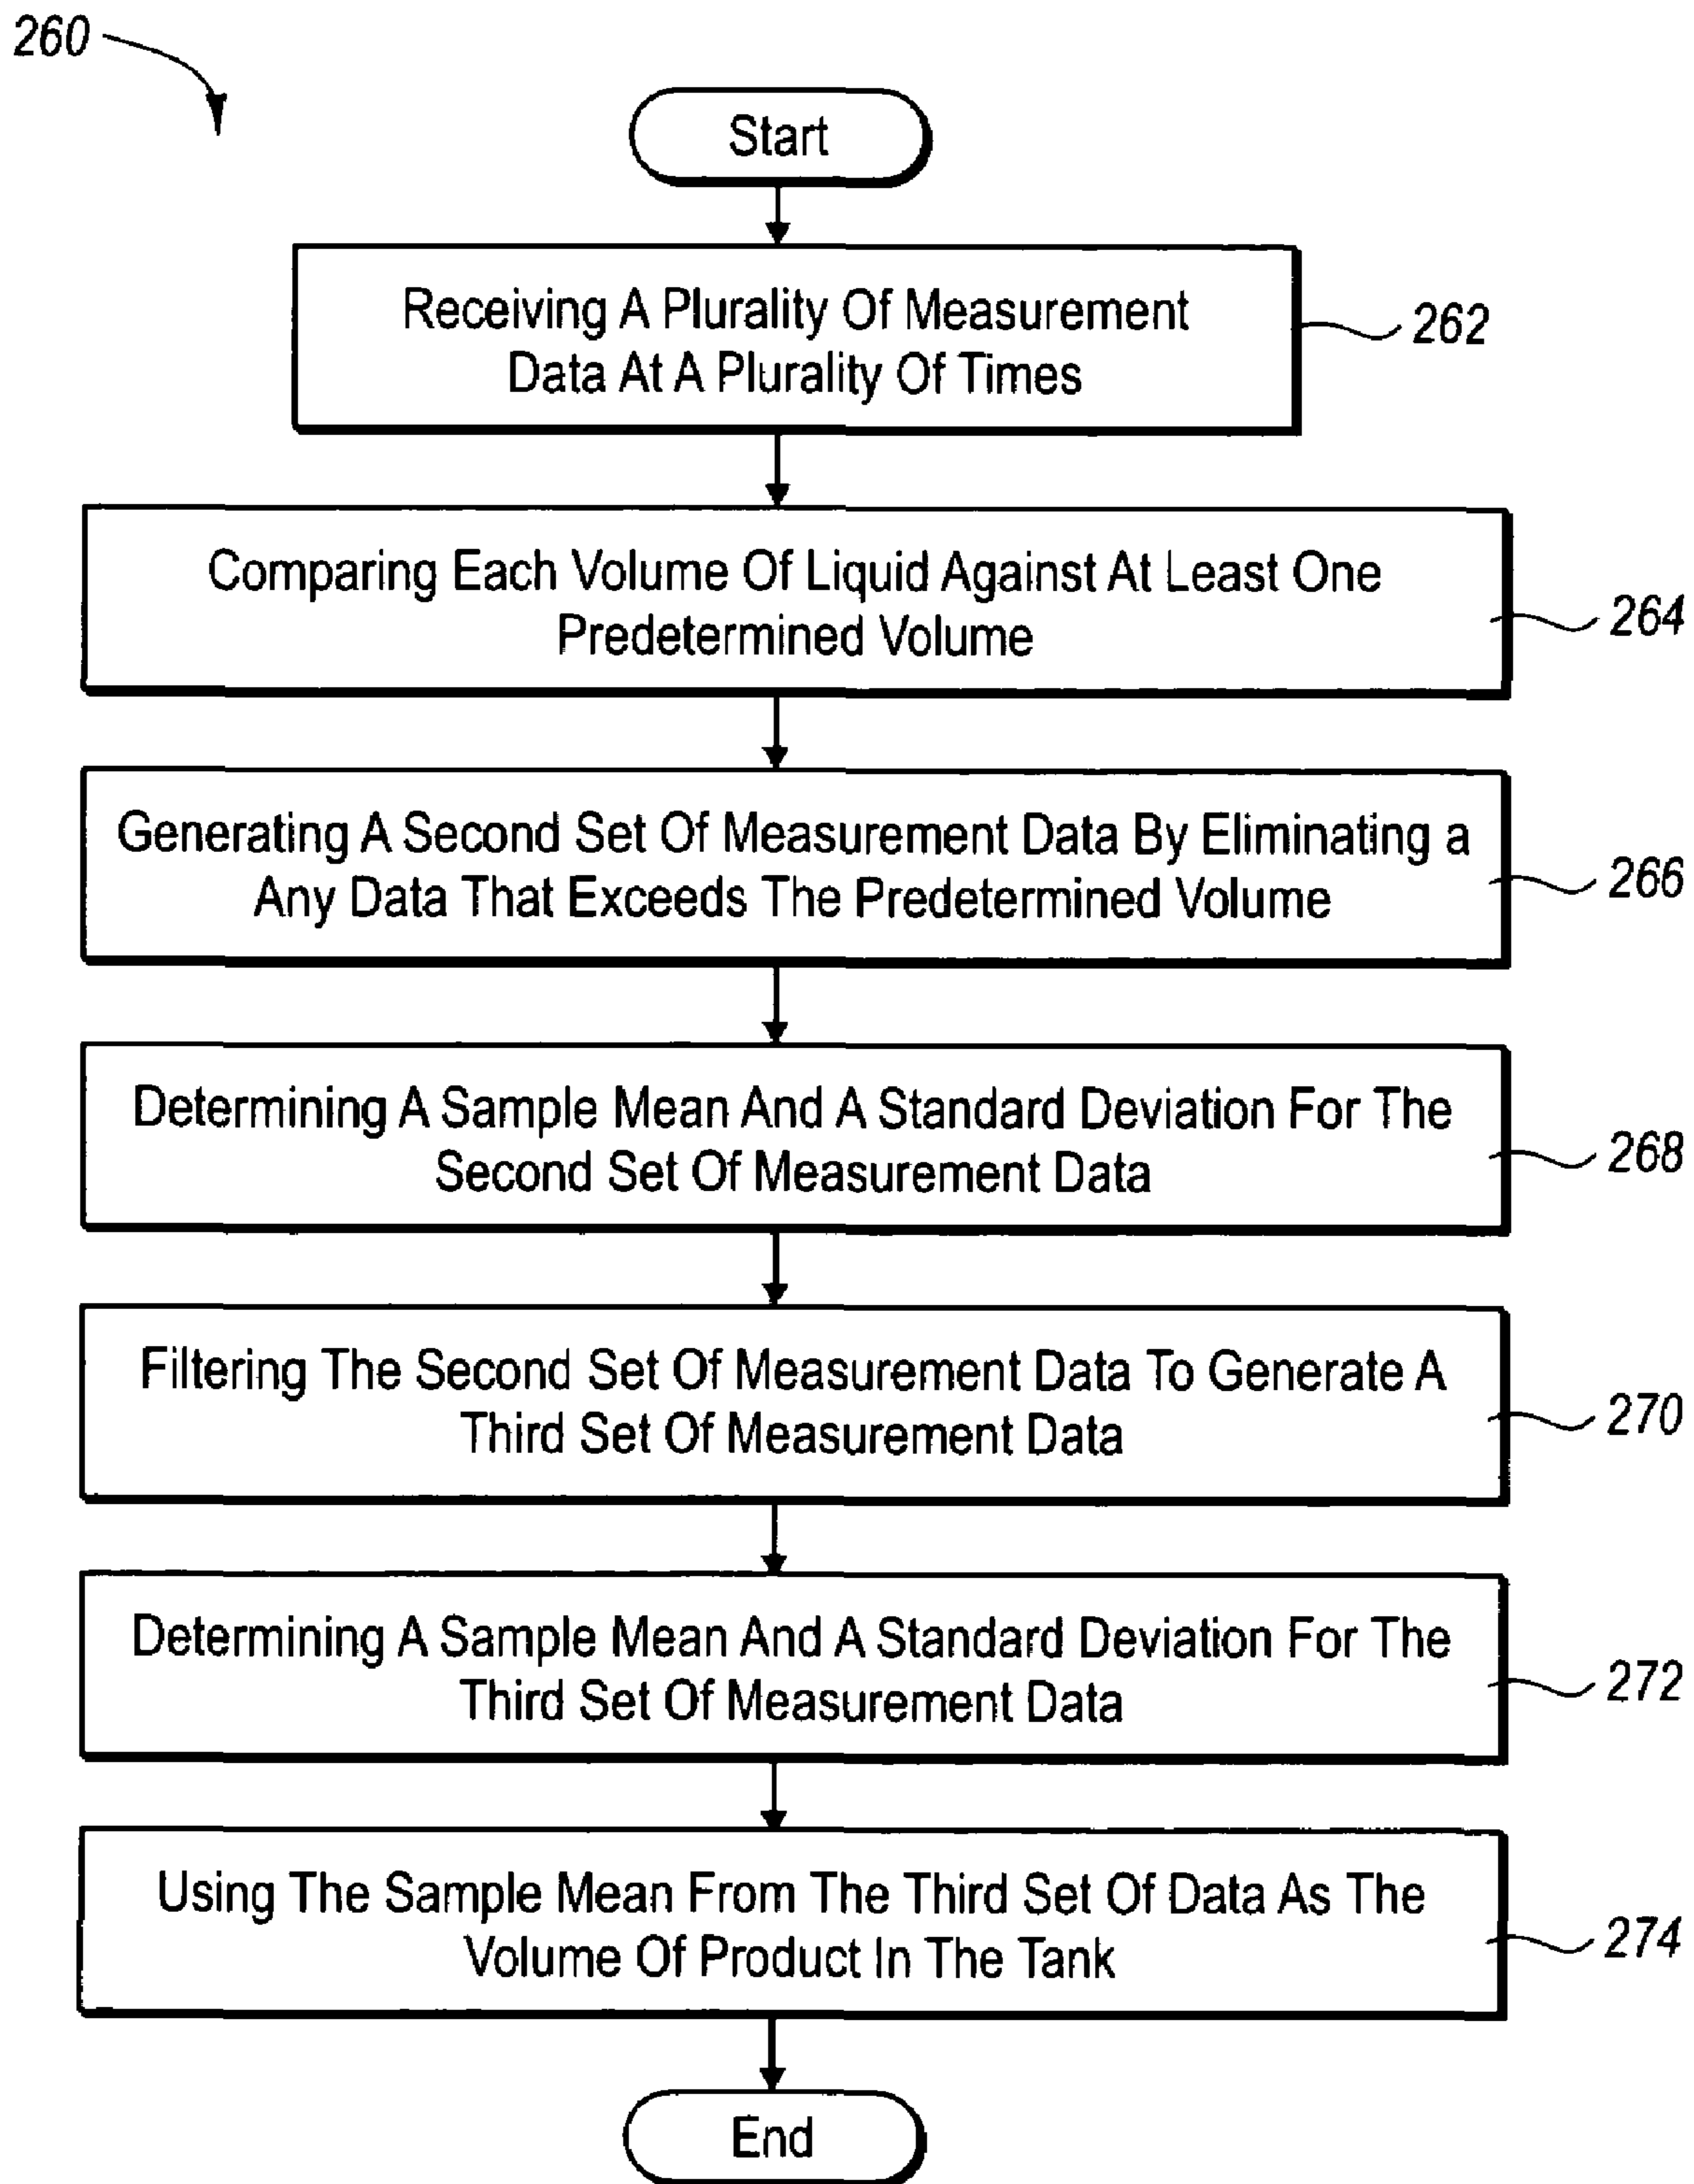 260
Start
Receiving A Plurality Of Measurement
Data At A Plurality Of Times
262
Comparing Each Volume Of Liquid Against At Least One
Predetermined Volume
264
Generating A Second Set Of Measurement Data By Eliminating a
Any Data That Exceeds The Predetermined Volume
266
Determining A Sample Mean And A Standard Deviation For The
Second Set Of Measurement Data
268
Filtering The Second Set Of Measurement Data To Generate A
Third Set Of Measurement Data
270
Determining A Sample Mean And A Standard Deviation For The
Third Set Of Measurement Data
272
Using The Sample Mean From The Third Set Of Data As The
Volume Of Product In The Tank
274
End